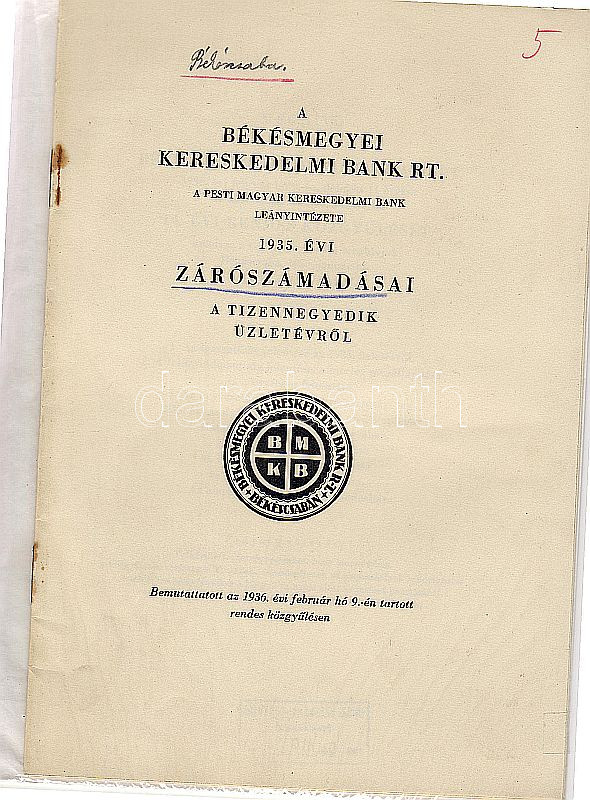 Békéscsaba.
5
A
BÉKÉSMEGYEI
KERESKEDELMI BANK RT.
A PESTI MAGYAR KERESKEDELMI BANK
LEÁNYINTÉZETE
1935. ÉVI
ZÁRÓSZÁMADÁSAI
A TIZENNEGYEDIK
ÜZLETÉVRŐL
darabanth
BÉKÉSMEGYEI KERESKEDELMI BANK R.T.
B M
K B
BÉKÉSCSABÁN
Bemutattatott az 1936. évi február hó 9.-én tartott
rendes közgyűlésen